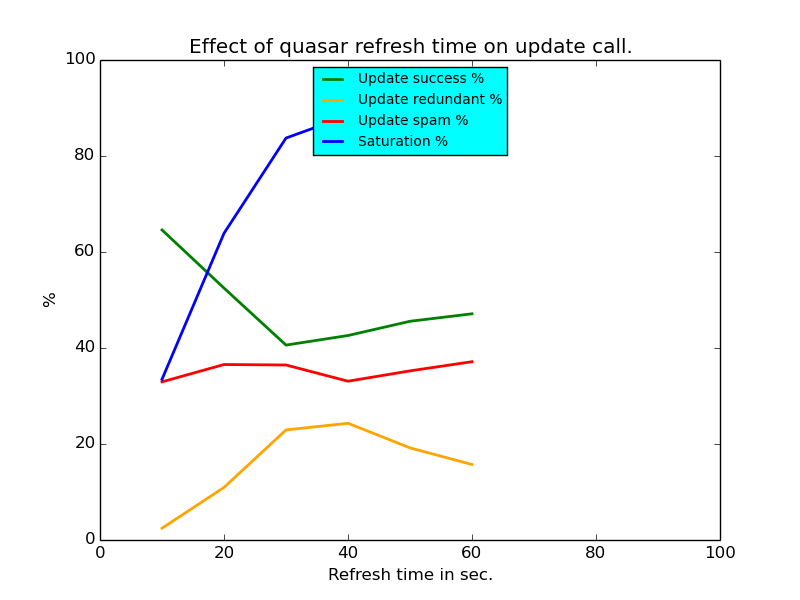 Effect of quasar refresh time on update call.
100
80
60
40
20
0
%
Update success %
Update redundant %
Update spam %
Saturation %
0 20 40 60 80 100
Refresh time in sec.